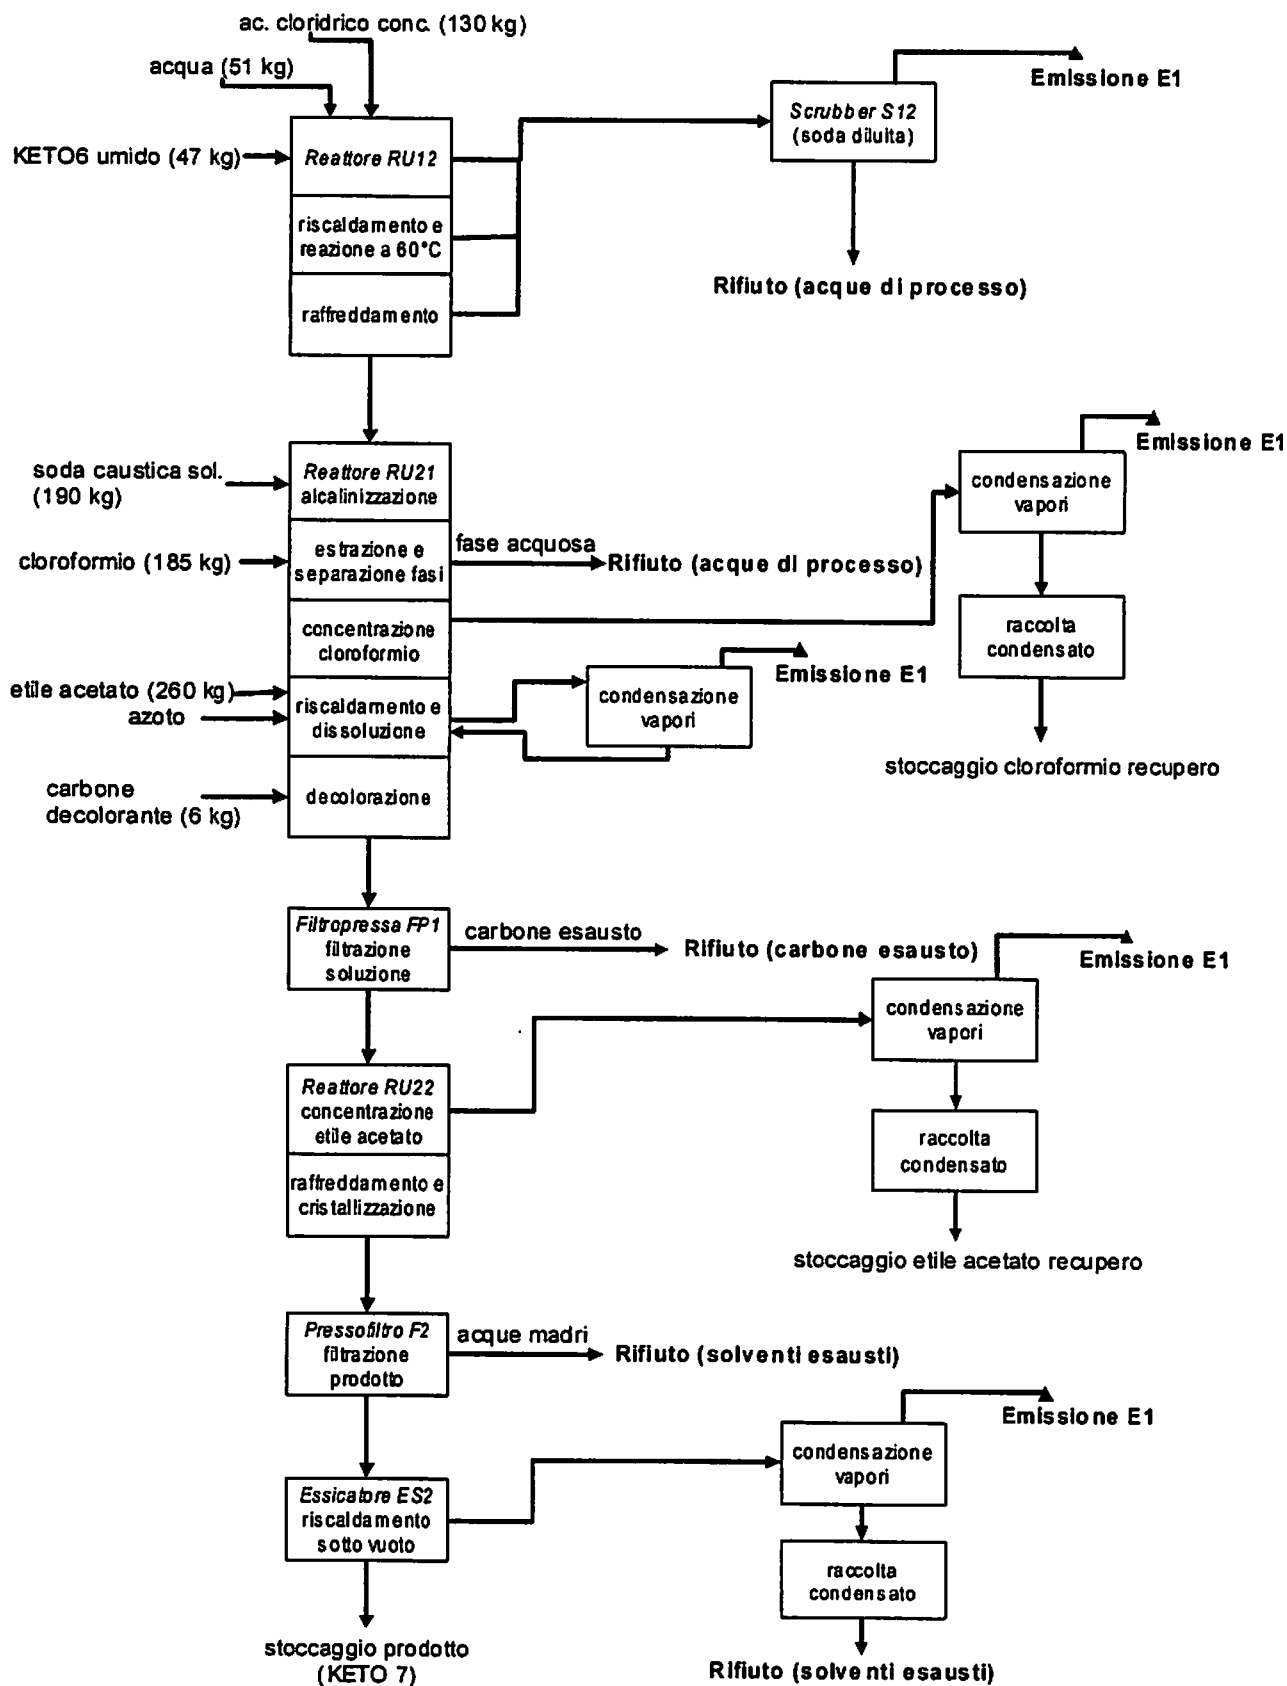 ac. cloridrico conc. (130 kg)
acqua (51 kg)
KETO6 umido (47 kg)
Reattore RU12
riscaldamento e
reazione a 60°C
raffreddamento
Scrubber S12
(soda diluita)
Emissione E1
Rifiuto (acque di processo)
soda caustica sol.
(190 kg)
Reattore RU21
alcalinizzazione
cloroformio (185 kg)
estrazione e
separazione fasi
fase acquosa
Rifiuto (acque di processo)
concentrazione
cloroformio
condensazione
vapori
Emissione E1
raccolta
condensato
stoccaggio cloroformio recupero
etile acetato (260 kg)
azoto
riscaldamento e
dissoluzione
condensazione
vapori
Emissione E1
carbone
decolorante (6 kg)
decolorazione
Filtropressa FP1
filtrazione
soluzione
carbone esausto
Rifiuto (carbone esausto)
Reattore RU22
concentrazione
etile acetato
raffreddamento e
cristallizzazione
condensazione
vapori
Emissione E1
raccolta
condensato
stoccaggio etile acetato recupero
Pressofiltro F2
filtrazione
prodotto
acque madri
Rifiuto (solventi esausti)
Essicatore ES2
riscaldamento
sotto vuoto
condensazione
vapori
Emissione E1
raccolta
condensato
Rifiuto (solventi esausti)
stoccaggio prodotto
(KETO 7)